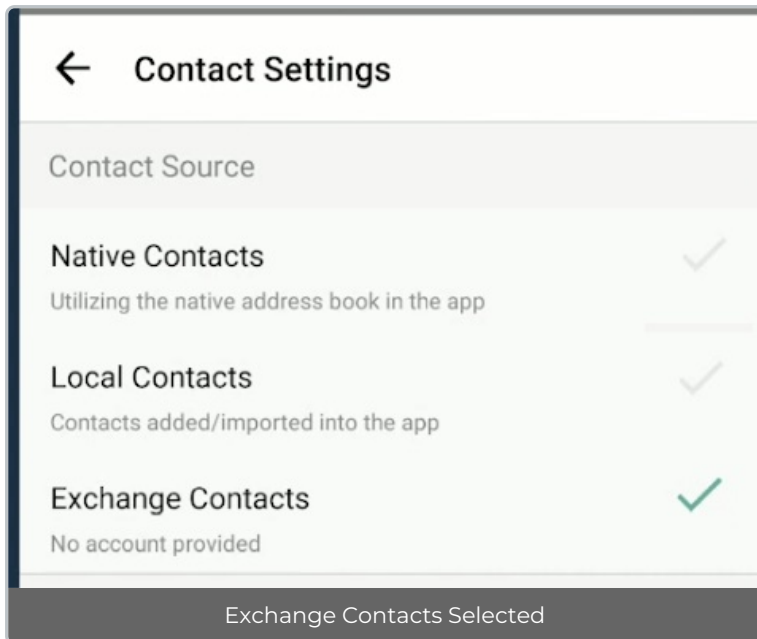 Contact Settings
Contact Source
Native Contacts
Utilizing the native address book in the app
Local Contacts
Contacts added/imported into the app
Exchange Contacts
No account provided
Exchange Contacts Selected